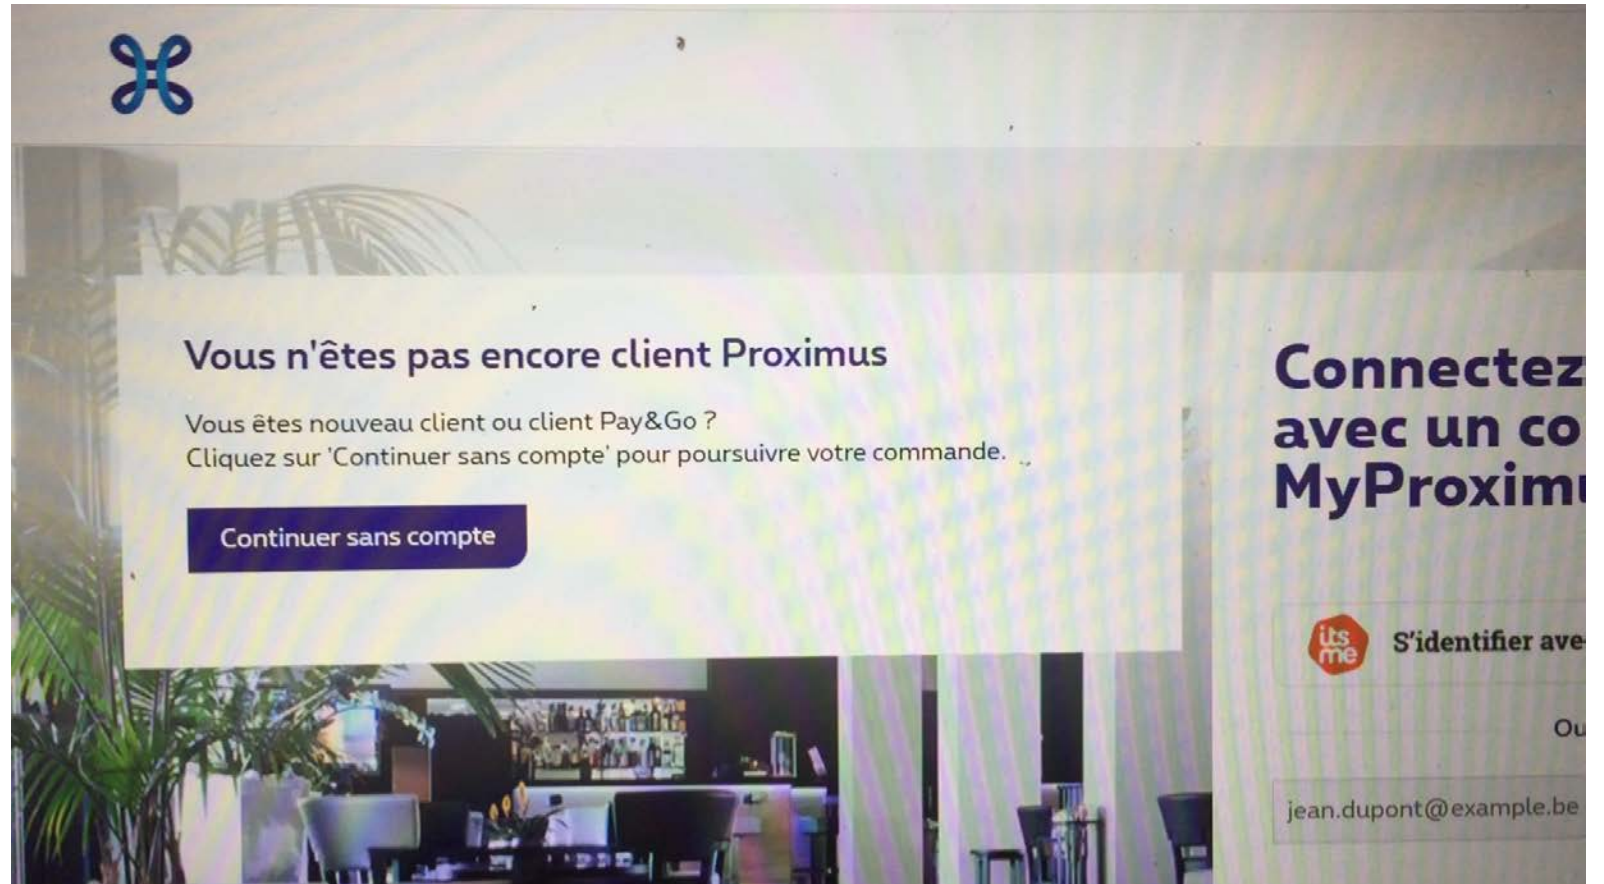 Vous n'êtes pas encore client Proximus
Vous êtes nouveau client ou client Pay&Go ?
Cliquez sur 'Continuer sans compte' pour poursuivre votre commande.
Continuer sans compte
Connectez
avec un co
MyProximu
its
me
S'identifier ave
Ou
jean.dupont@example.be